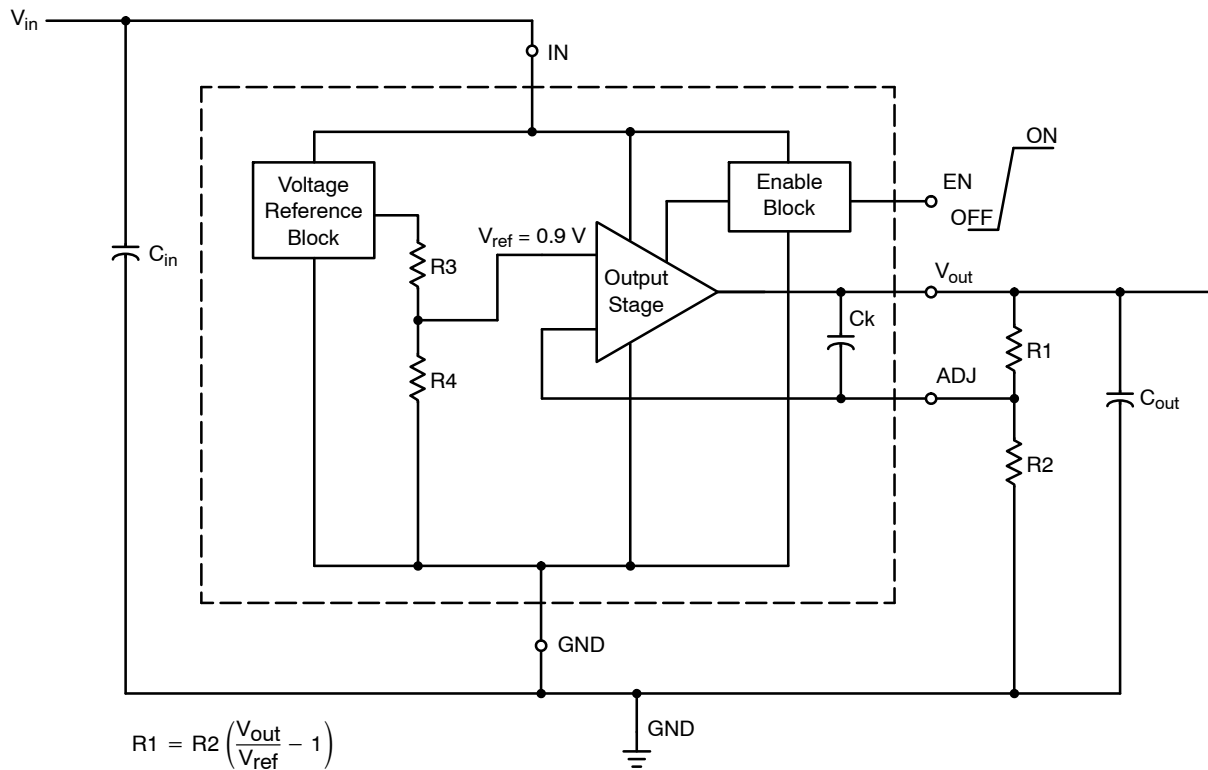 Vin
IN
ON
EN
OFF
Voltage
Reference
Block
Enable
Block
Cin
R3
Vref = 0.9 V
Output
Stage
Vout
Ck
R1
R4
ADJ
Cout
R2
GND
GND
R1 = R2 (Vout/Vref − 1)